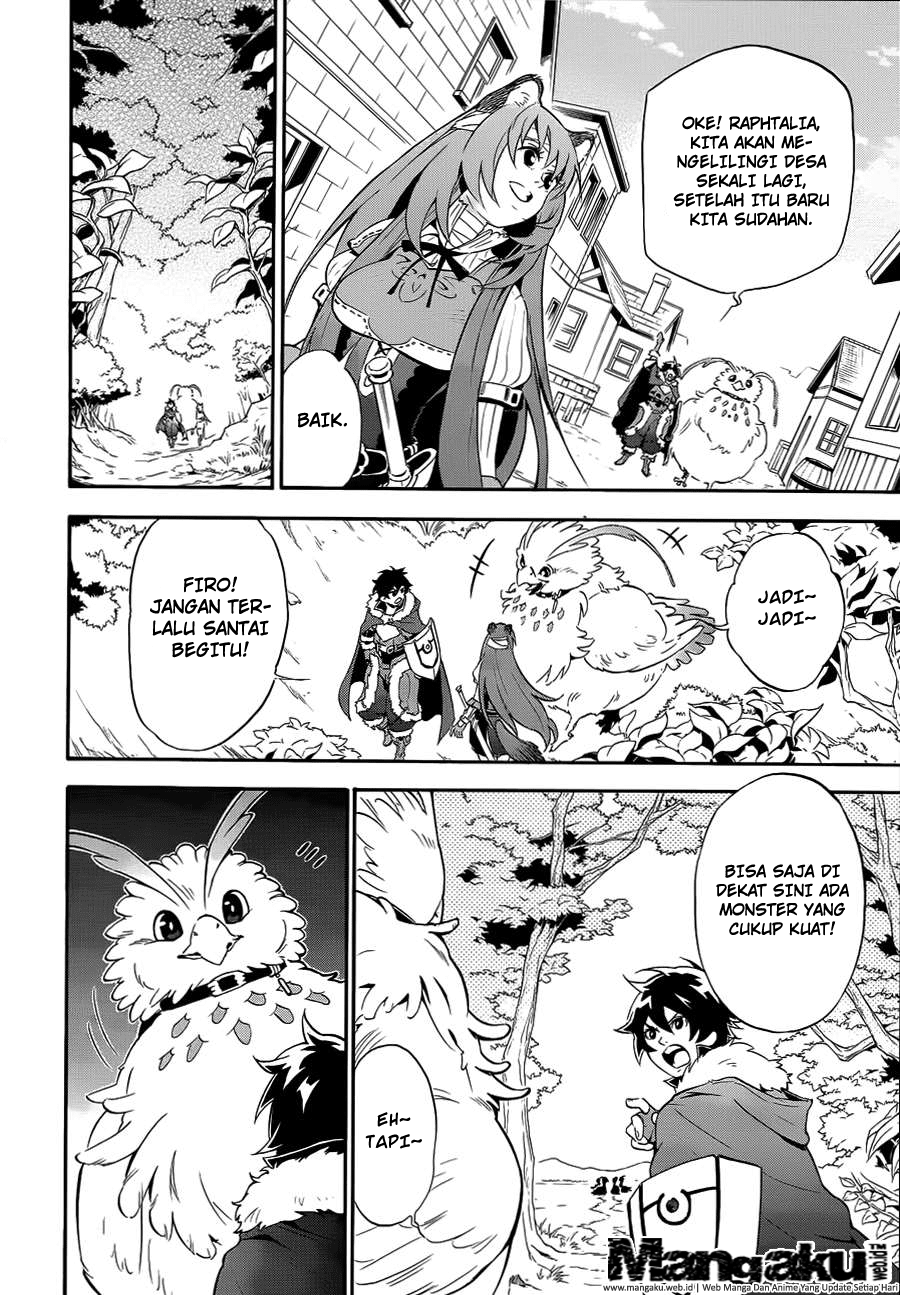 OKE! RAPHTALIA,
KITA AKAN ME-
NGELILINGI DESA
SEKALI LAGI,
SETELAH ITU BARU
KITA SUDAHAN.
BAIK.
JADI~
JADI~
FIRO!
JANGAN TER-
LALU SANTAI
BEGITU!
BISA SAJA DI
DEKAT SINI ADA
MONSTER YANG
CUKUP KUAT!
EH~
TAPI~
Mangaku
web.id
www.mangaku.web.id | Web Manga Dan Anime Yang Update Setiap Hari